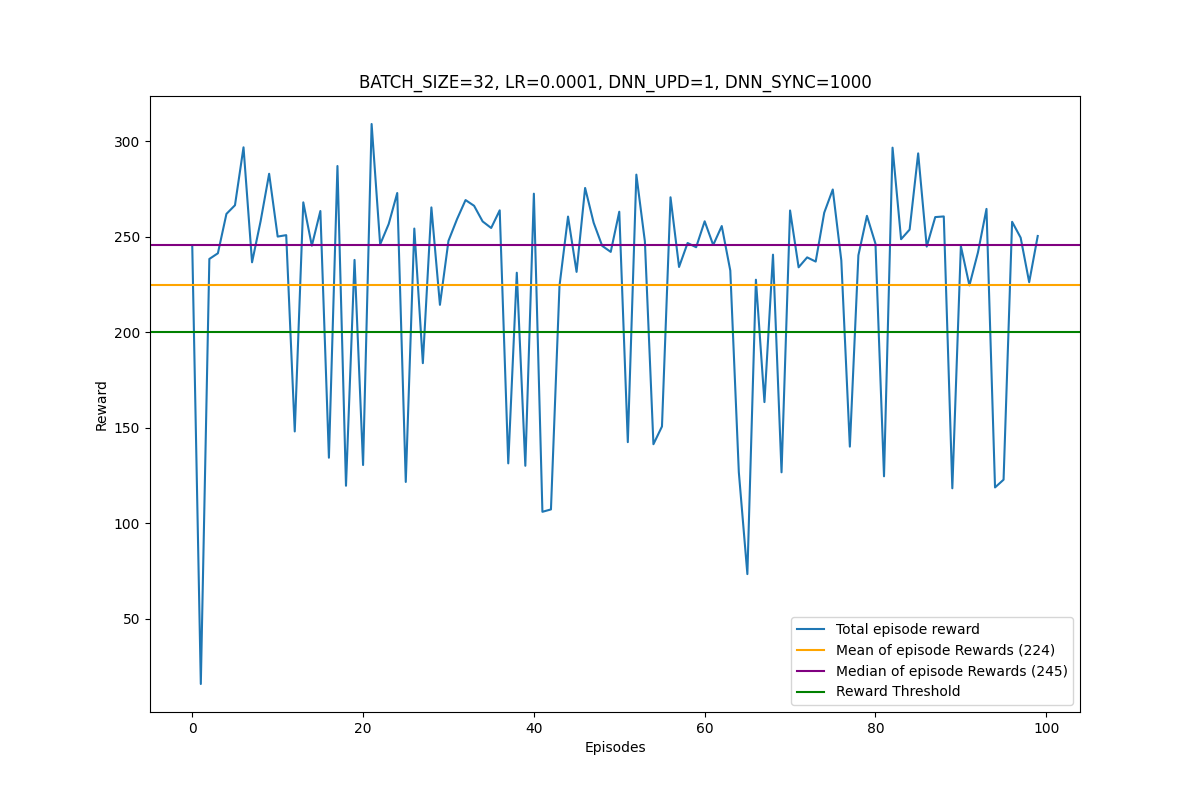 BATCH_SIZE=32, LR=0.0001, DNN_UPD=1, DNN_SYNC=1000
300
250
200
150
100
50
Reward
Total episode reward
Mean of episode Rewards (224)
Median of episode Rewards (245)
Reward Threshold
0 20 40 60 80 100
Episodes